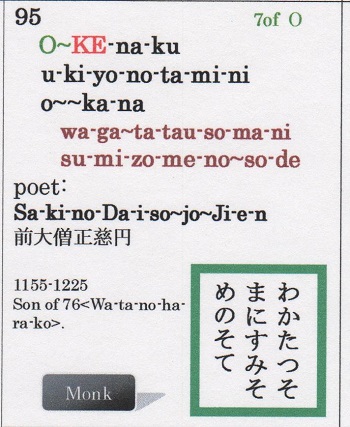 95
7of O
O~KE-na-ku
u-ki-yo-no-ta-mi-ni
o~~ka-na
wa-ga~ta-tau-so-ma-ni
su-mi-zo-me-no~so-de
poet:
Sa-ki-no-Da-i-so~jo~Ji-e-n
前大僧正慈円
1155-1225
Son of 76<Wa-ta-no-ha-
ra-ko>.
わかたつそ
まにすみそ
めのそて
Monk